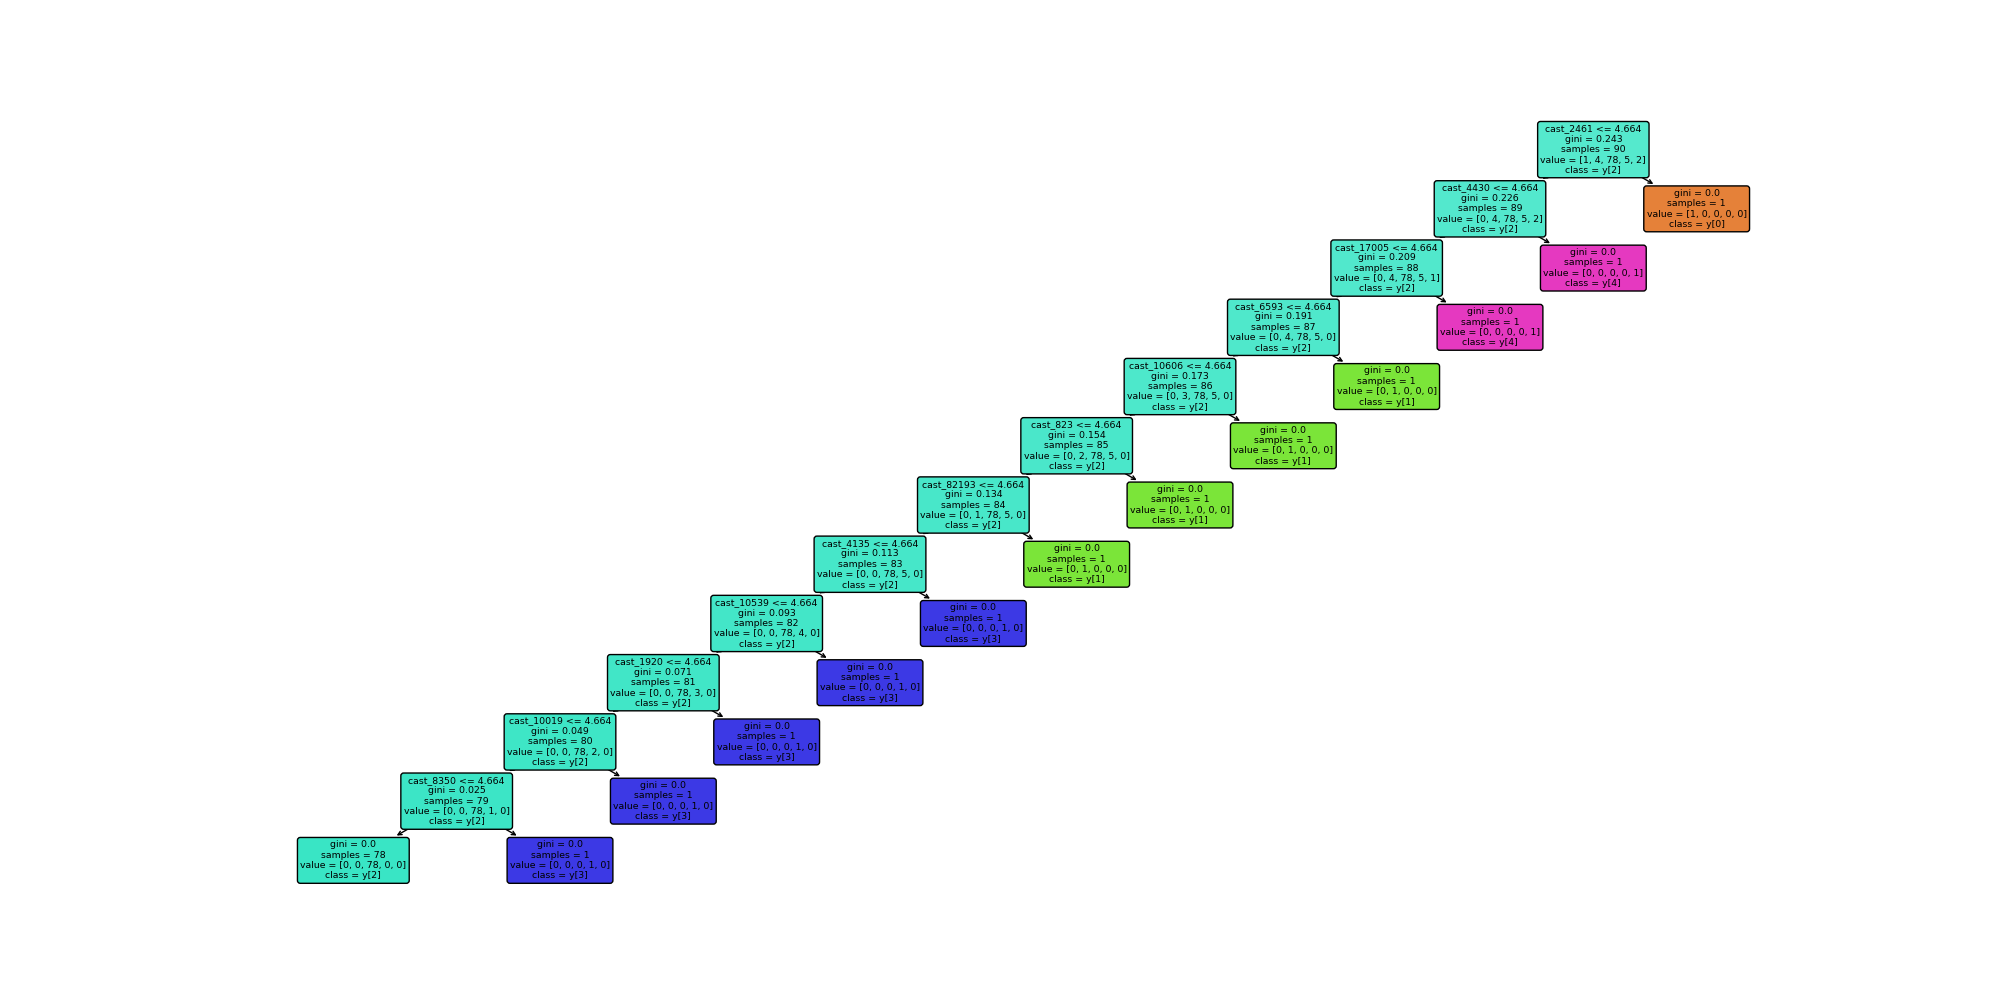 cast_2461 <= 4.664
gini = 0.243
samples = 90
value = [1, 4, 78, 5, 2]
class = y[2]
cast_4430 <= 4.664
gini = 0.226
samples = 89
value = [0, 4, 78, 5, 2]
class = y[2]
gini = 0.0
samples = 1
value = [1, 0, 0, 0, 0]
class = y[0]
cast_17005 <= 4.664
gini = 0.209
samples = 88
value = [0, 4, 78, 5, 1]
class = y[2]
gini = 0.0
samples = 1
value = [0, 0, 0, 0, 1]
class = y[4]
cast_6593 <= 4.664
gini = 0.191
samples = 87
value = [0, 4, 78, 5, 0]
class = y[2]
gini = 0.0
samples = 1
value = [0, 0, 0, 0, 1]
class = y[4]
cast_10606 <= 4.664
gini = 0.173
samples = 86
value = [0, 3, 78, 5, 0]
class = y[2]
gini = 0.0
samples = 1
value = [0, 1, 0, 0, 0]
class = y[1]
cast_823 <= 4.664
gini = 0.154
samples = 85
value = [0, 2, 78, 5, 0]
class = y[2]
gini = 0.0
samples = 1
value = [0, 1, 0, 0, 0]
class = y[1]
cast_82193 <= 4.664
gini = 0.134
samples = 84
value = [0, 1, 78, 5, 0]
class = y[2]
gini = 0.0
samples = 1
value = [0, 1, 0, 0, 0]
class = y[1]
cast_4135 <= 4.664
gini = 0.113
samples = 83
value = [0, 0, 78, 5, 0]
class = y[2]
gini = 0.0
samples = 1
value = [0, 1, 0, 0, 0]
class = y[1]
cast_10539 <= 4.664
gini = 0.093
samples = 82
value = [0, 0, 78, 4, 0]
class = y[2]
gini = 0.0
samples = 1
value = [0, 0, 0, 1, 0]
class = y[3]
cast_1920 <= 4.664
gini = 0.071
samples = 81
value = [0, 0, 78, 3, 0]
class = y[2]
gini = 0.0
samples = 1
value = [0, 0, 0, 1, 0]
class = y[3]
cast_10019 <= 4.664
gini = 0.049
samples = 80
value = [0, 0, 78, 2, 0]
class = y[2]
gini = 0.0
samples = 1
value = [0, 0, 0, 1, 0]
class = y[3]
cast_8350 <= 4.664
gini = 0.025
samples = 79
value = [0, 0, 78, 1, 0]
class = y[2]
gini = 0.0
samples = 1
value = [0, 0, 0, 1, 0]
class = y[3]
gini = 0.0
samples = 78
value = [0, 0, 78, 0, 0]
class = y[2]
gini = 0.0
samples = 1
value = [0, 0, 0, 1, 0]
class = y[3]